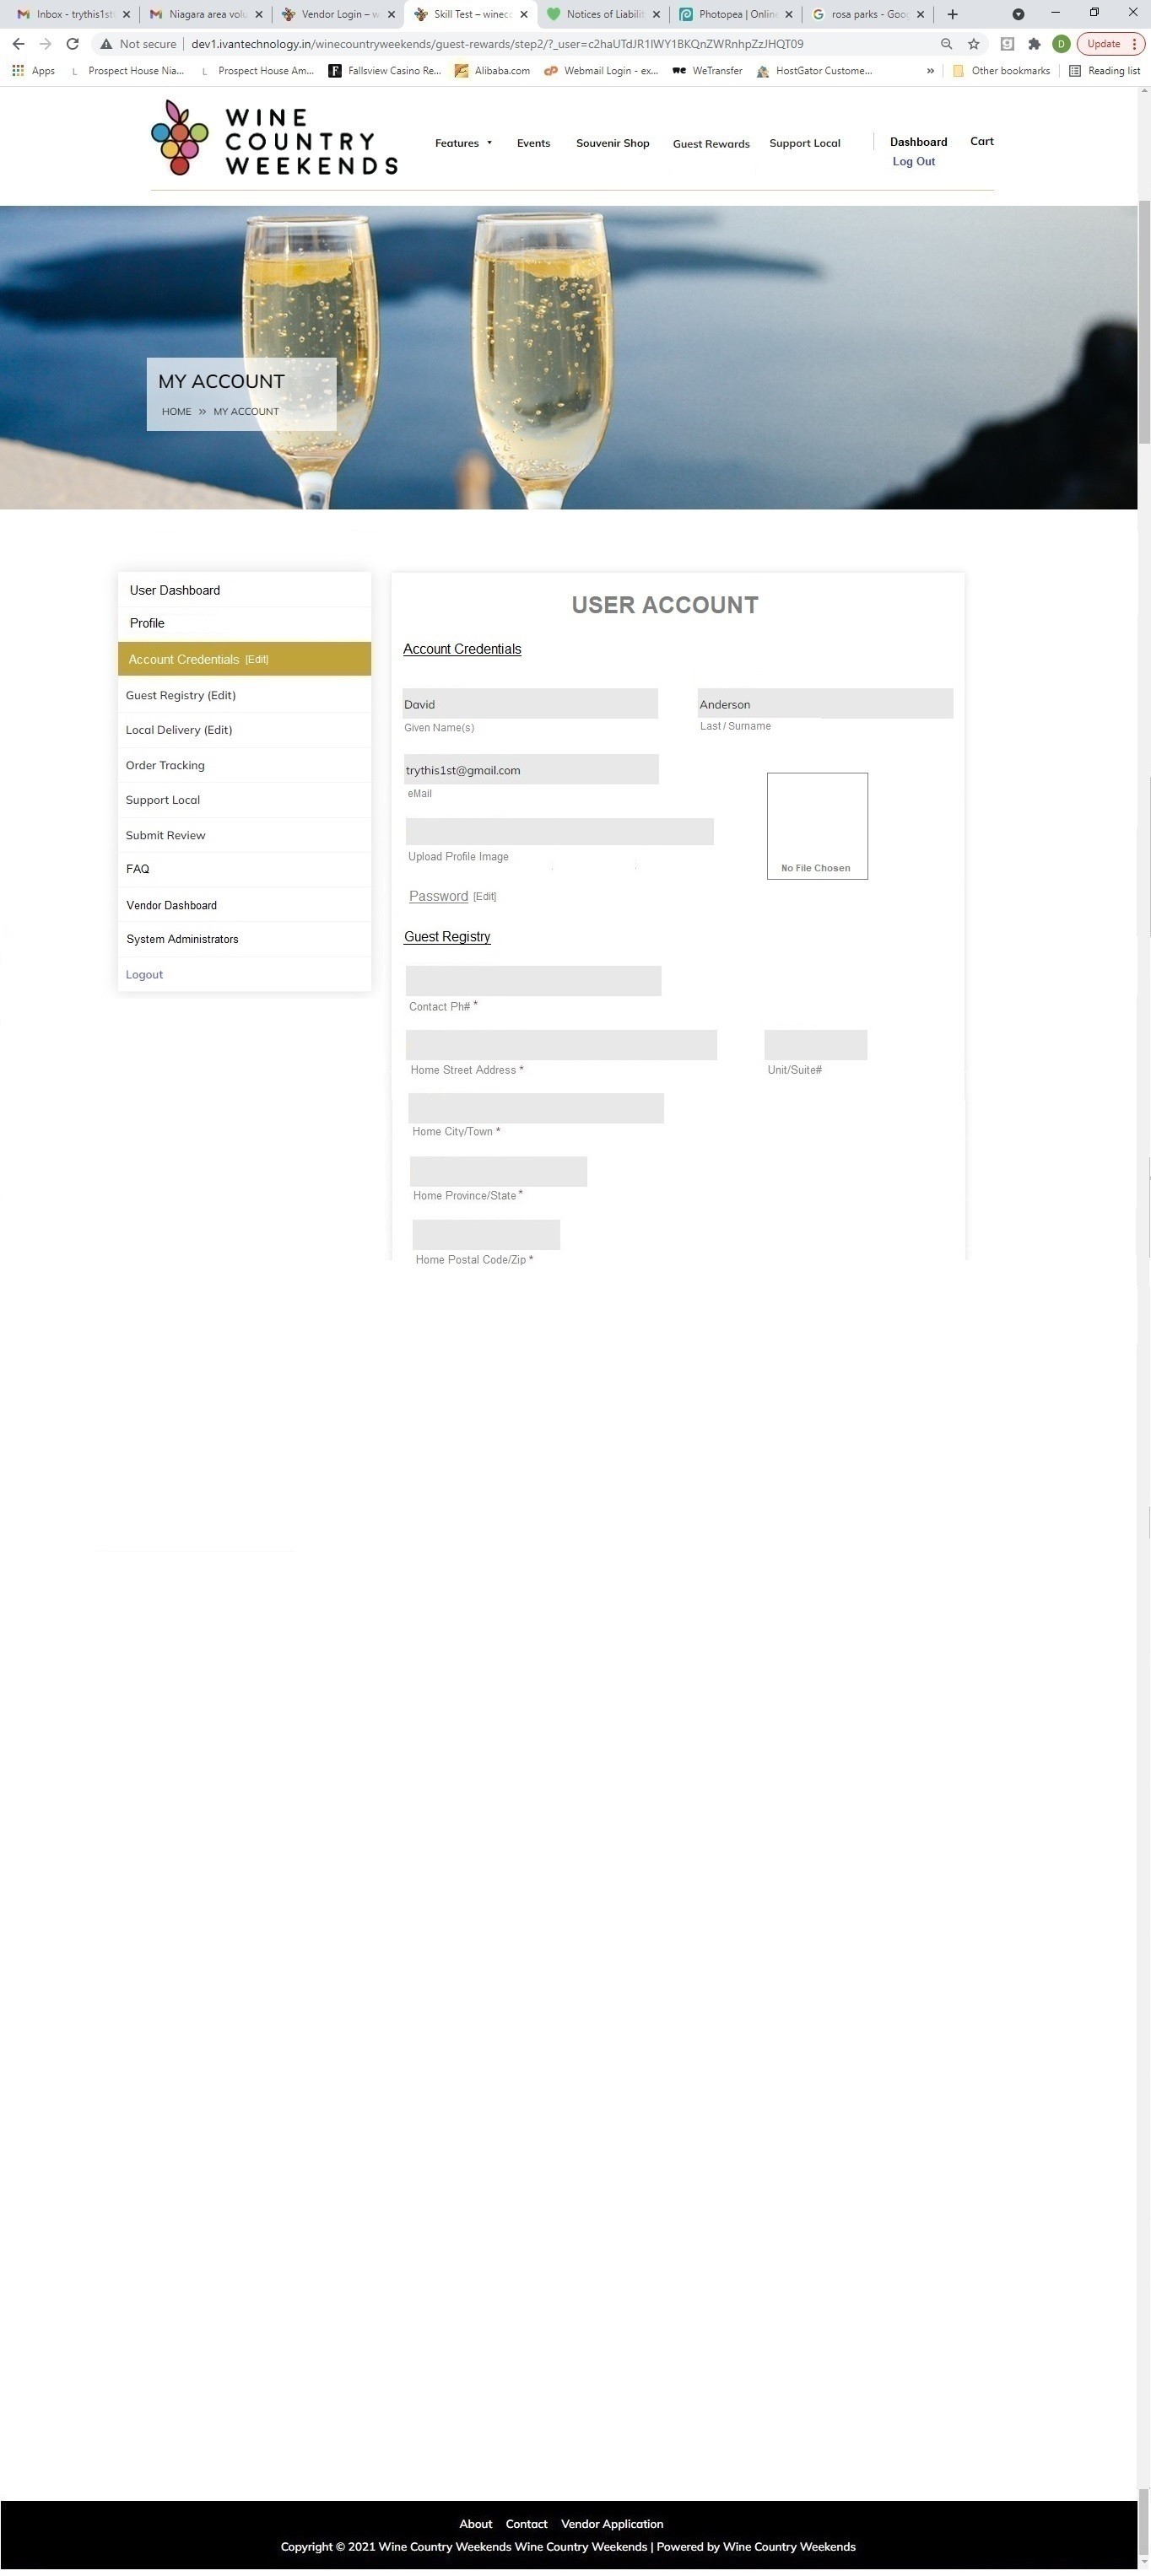 Inbox - trythis1st
Niagara area volu
Vendor Login – w
Skill Test – wineco
Notices of Liabilit
Photopea | Onlin
rosa parks - Goo
Not secure
dev1.ivantechnology.in/winecountryweekends/guest-rewards/step2/?_user=c2haUTdJR1lWY1BKQnZWRnhpZzJHQT09
D
Update
Apps
L Prospect House Nia...
L Prospect House Am...
F Fallsview Casino Re...
Alibaba.com
cP Webmail Login - ex...
we WeTransfer
HostGator Custome...
»
Other bookmarks
Reading list
WINE
COUNTRY
WEEKENDS
Features
Events
Souvenir Shop
Guest Rewards
Support Local
Dashboard
Log Out
Cart
MY ACCOUNT
HOME » MY ACCOUNT
User Dashboard
Profile
Account Credentials [Edit]
Guest Registry (Edit)
Local Delivery (Edit)
Order Tracking
Support Local
Submit Review
FAQ
Vendor Dashboard
System Administrators
Logout
USER ACCOUNT
Account Credentials
David
Given Name(s)
Anderson
Last / Surname
trythis1st@gmail.com
eMail
Upload Profile Image
No File Chosen
Password [Edit]
Guest Registry
Contact Ph# *
Home Street Address *
Unit/Suite#
Home City/Town *
Home Province/State *
Home Postal Code/Zip *
About Contact Vendor Application
Copyright © 2021 Wine Country Weekends Wine Country Weekends | Powered by Wine Country Weekends